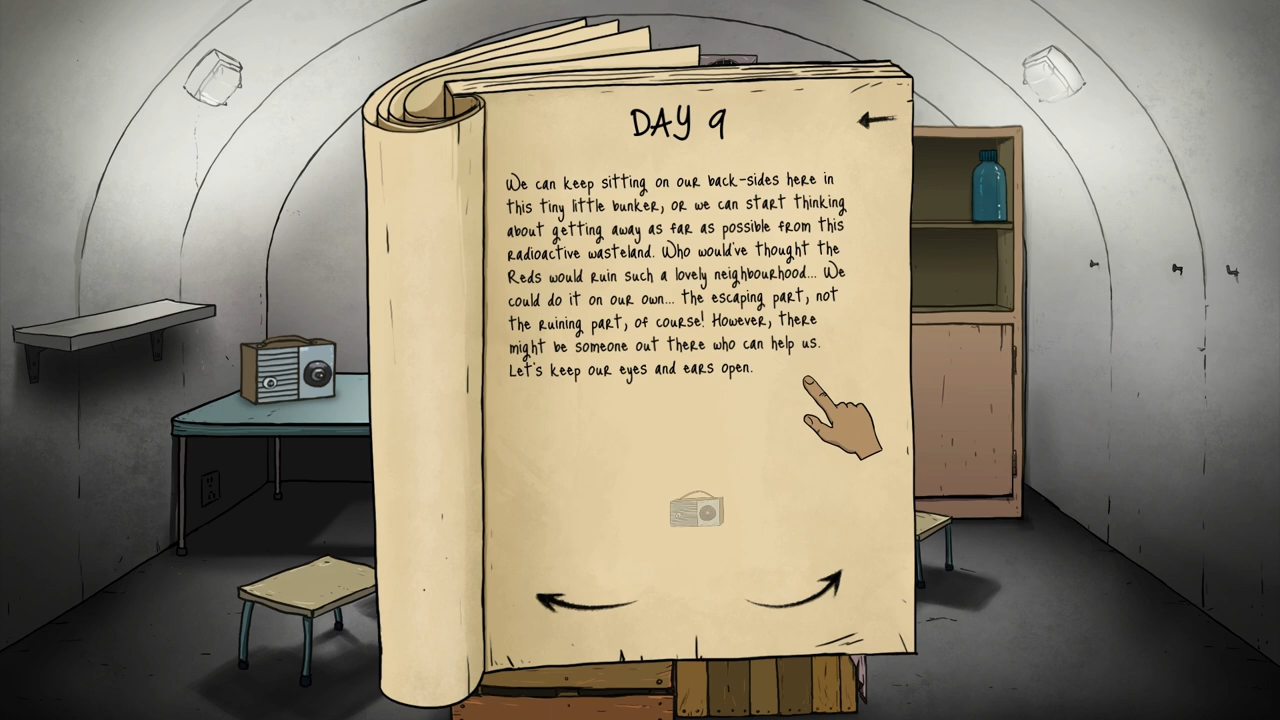 DAY 9
We can keep sitting on our back-sides here in
this tiny little bunker, or we can start thinking
about getting away as far as possible from this
radioactive wasteland. Who would've thought the
Reds would ruin such a lovely neighbourhood... We
could do it on our own... the escaping part, not
the ruining part, of course! However, there
might be someone out there who can help us.
Let's keep our eyes and ears open.